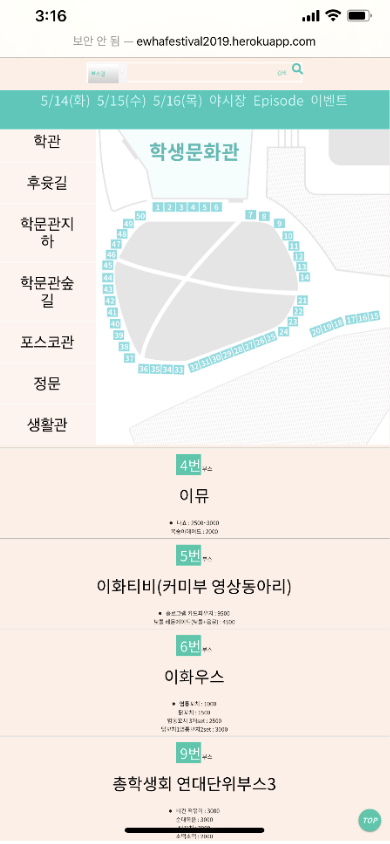 3:16
보안 안 됨 — ewhafestival2019.herokuapp.com
5/14(화) 5/15(수) 5/16(목) 야시장 Episode 이벤트
학관
후윳길
학문관지
하
학문관숲
길
포스코관
정문
생활관
학생문화관
1 2 3 4 5 6
7 8 9 10 11 12 13 14
21 22 23 24
15 16 17 18 19 20
25 26 27 28 29 30 31 32
33 34 35 36
37 38 39 40 41 42 43 44 45 46 47 48 49 50
4번 부스
이뮤
나쵸 : 2500~3000
5번 부스
이화티비(커미부 영상동아리)
6번 부스
이화우스
9번 부스
총학생회 연대단위부스3
TOP